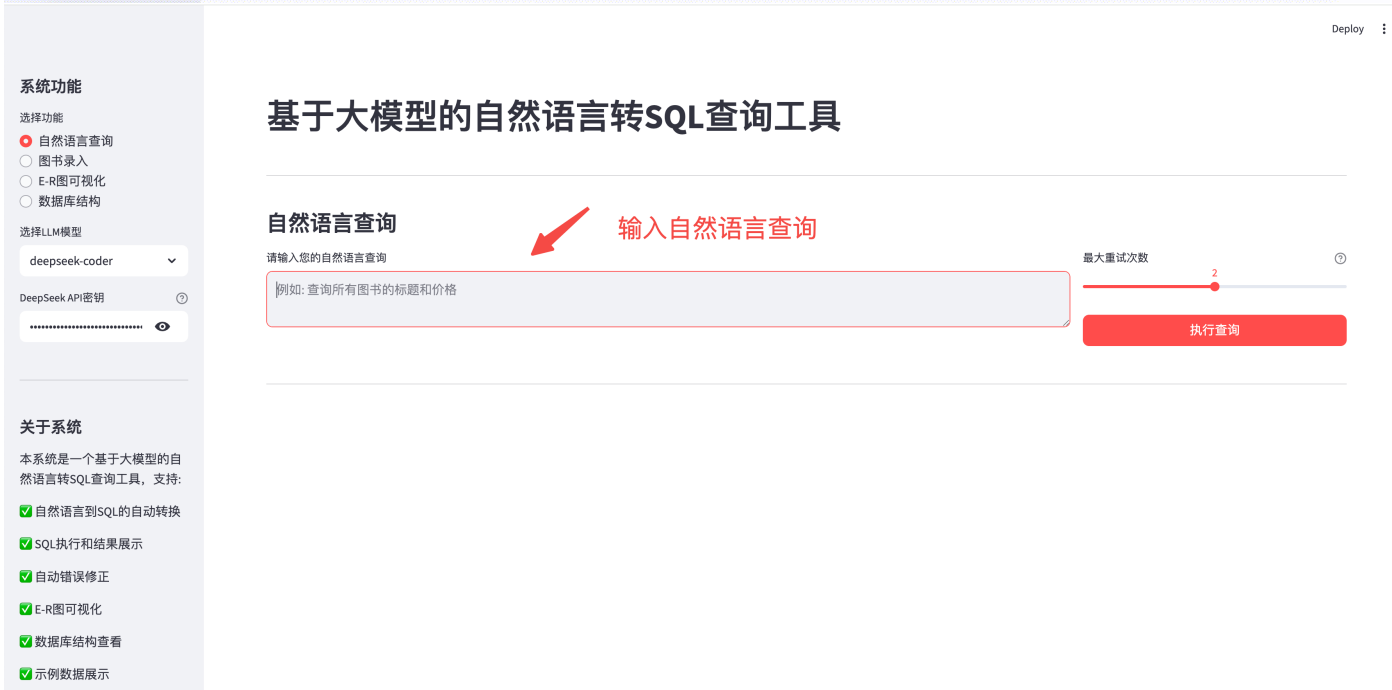 Deploy
系统功能
选择功能
自然语言查询
图书录入
E-R图可视化
数据库结构
选择LLM模型
deepseek-coder
DeepSeek API密钥
关于系统
本系统是一个基于大模型的自
然语言转SQL查询工具，支持:
✅自然语言到SQL的自动转换
✅SQL执行和结果展示
✅自动错误修正
✅E-R图可视化
✅数据库结构查看
✅示例数据展示
基于大模型的自然语言转SQL查询工具
自然语言查询
输入自然语言查询
请输入您的自然语言查询
例如: 查询所有图书的标题和价格
最大重试次数
2
执行查询